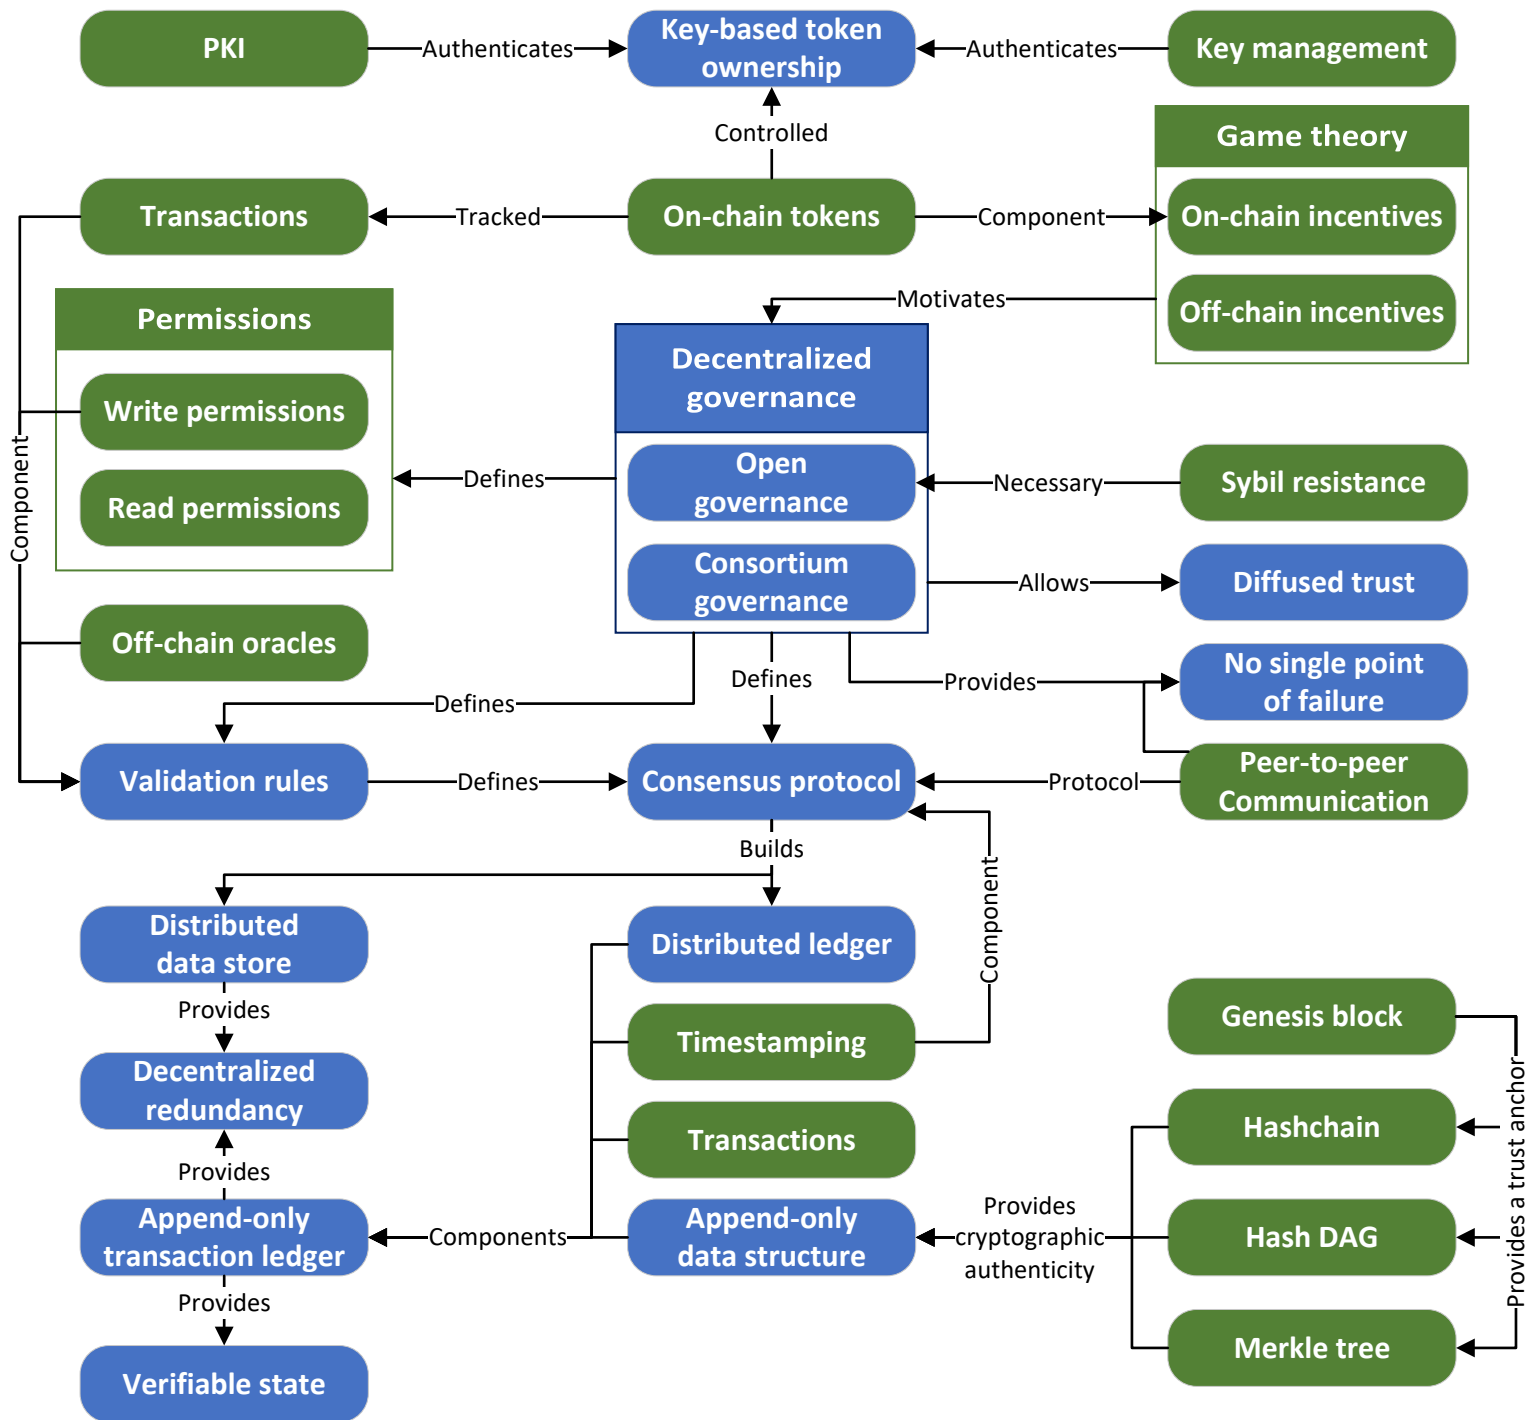 PKI
Authenticates
Key-based token
ownership
Authenticates
Key management
Controlled
Game theory
Transactions
Tracked
On-chain tokens
Component
On-chain incentives
Off-chain incentives
Motivates
Permissions
Write permissions
Read permissions
Component
Decentralized
governance
Defines
Open
governance
Necessary
Sybil resistance
Consortium
governance
Allows
Diffused trust
Off-chain oracles
Defines
Defines
Provides
No single point
of failure
Validation rules
Defines
Consensus protocol
Protocol
Peer-to-peer
Communication
Builds
Component
Distributed
data store
Distributed ledger
Provides
Timestamping
Genesis block
Decentralized
redundancy
Transactions
Hashchain
Provides a trust anchor
Provides
Append-only
transaction ledger
Components
Append-only
data structure
Provides
cryptographic
authenticity
Hash DAG
Provides
Merkle tree
Verifiable state